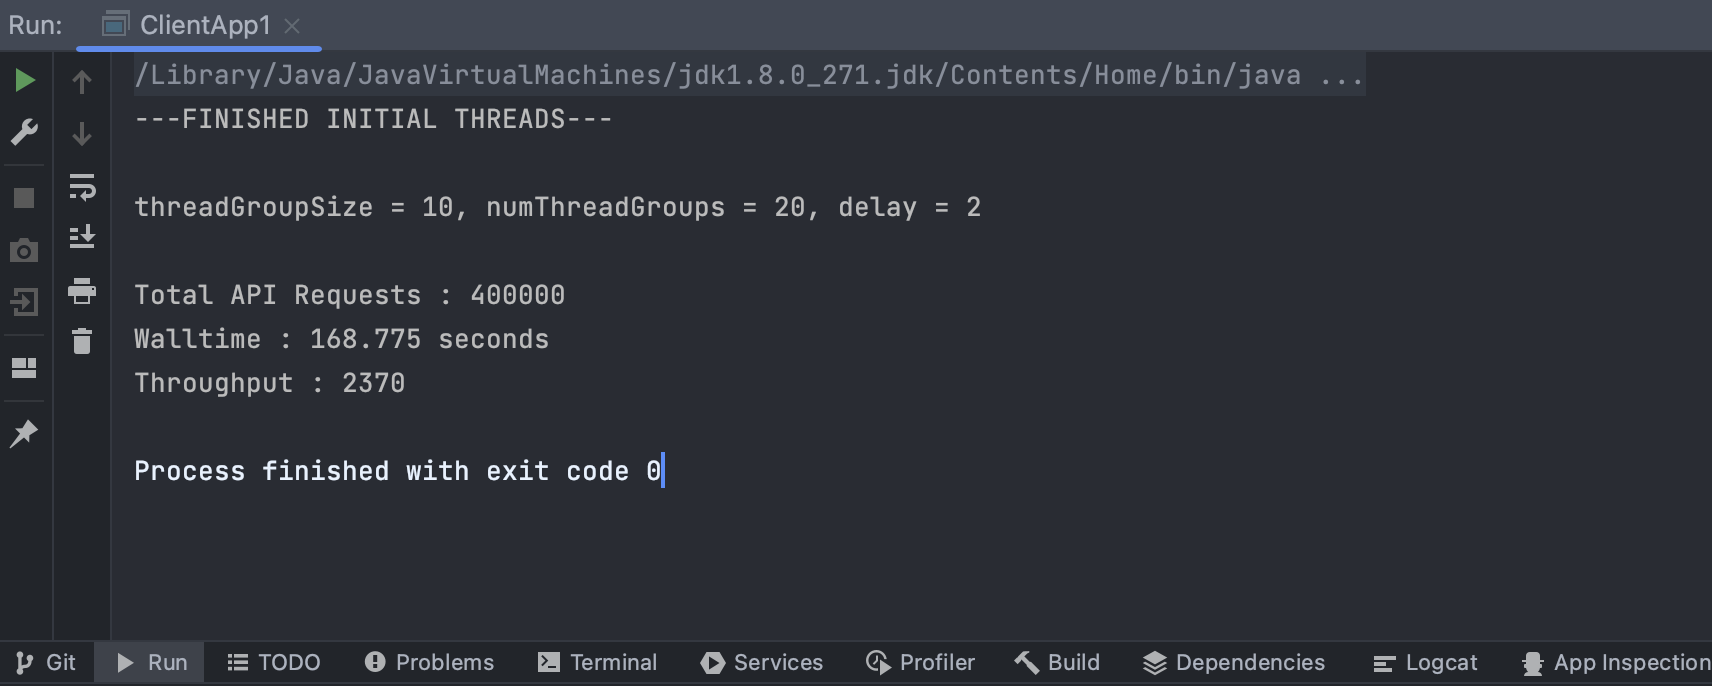 Run: ClientApp1
/Library/Java/JavaVirtualMachines/jdk1.8.0_271.jdk/Contents/Home/bin/java ...
---FINISHED INITIAL THREADS---
threadGroupSize = 10, numThreadGroups = 20, delay = 2
Total API Requests : 400000
Walltime : 168.775 seconds
Throughput : 2370
Process finished with exit code 0
Git Run TODO Problems Terminal Services Profiler Build Dependencies Logcat App Inspection